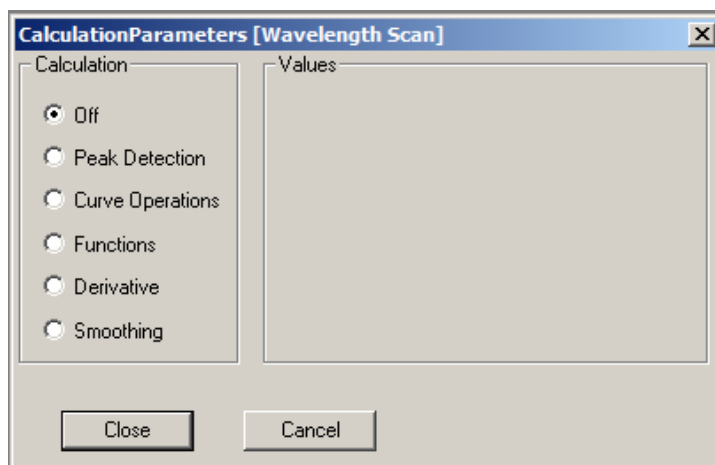 CalculationParameters [Wavelength Scan]
Calculation
Values
Off
Peak Detection
Curve Operations
Functions
Derivative
Smoothing
Close
Cancel